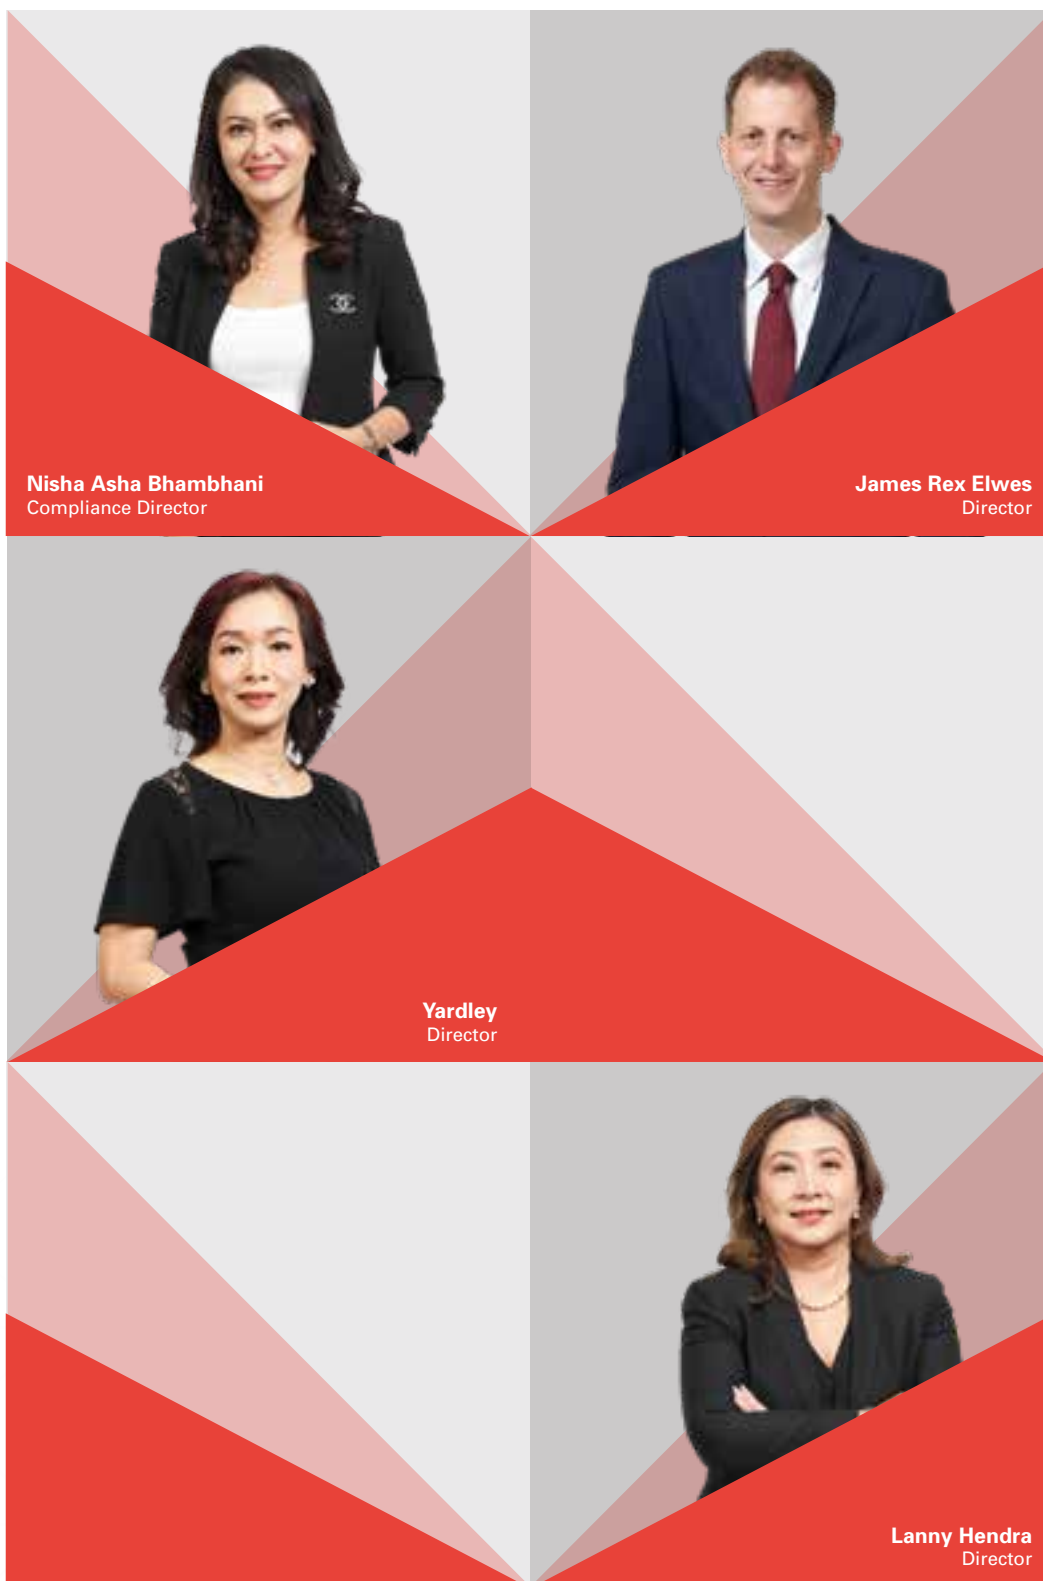 Nisha Asha Bhambhani
Compliance Director
James Rex Elwes
Director
Yardley
Director
Lanny Hendra
Director